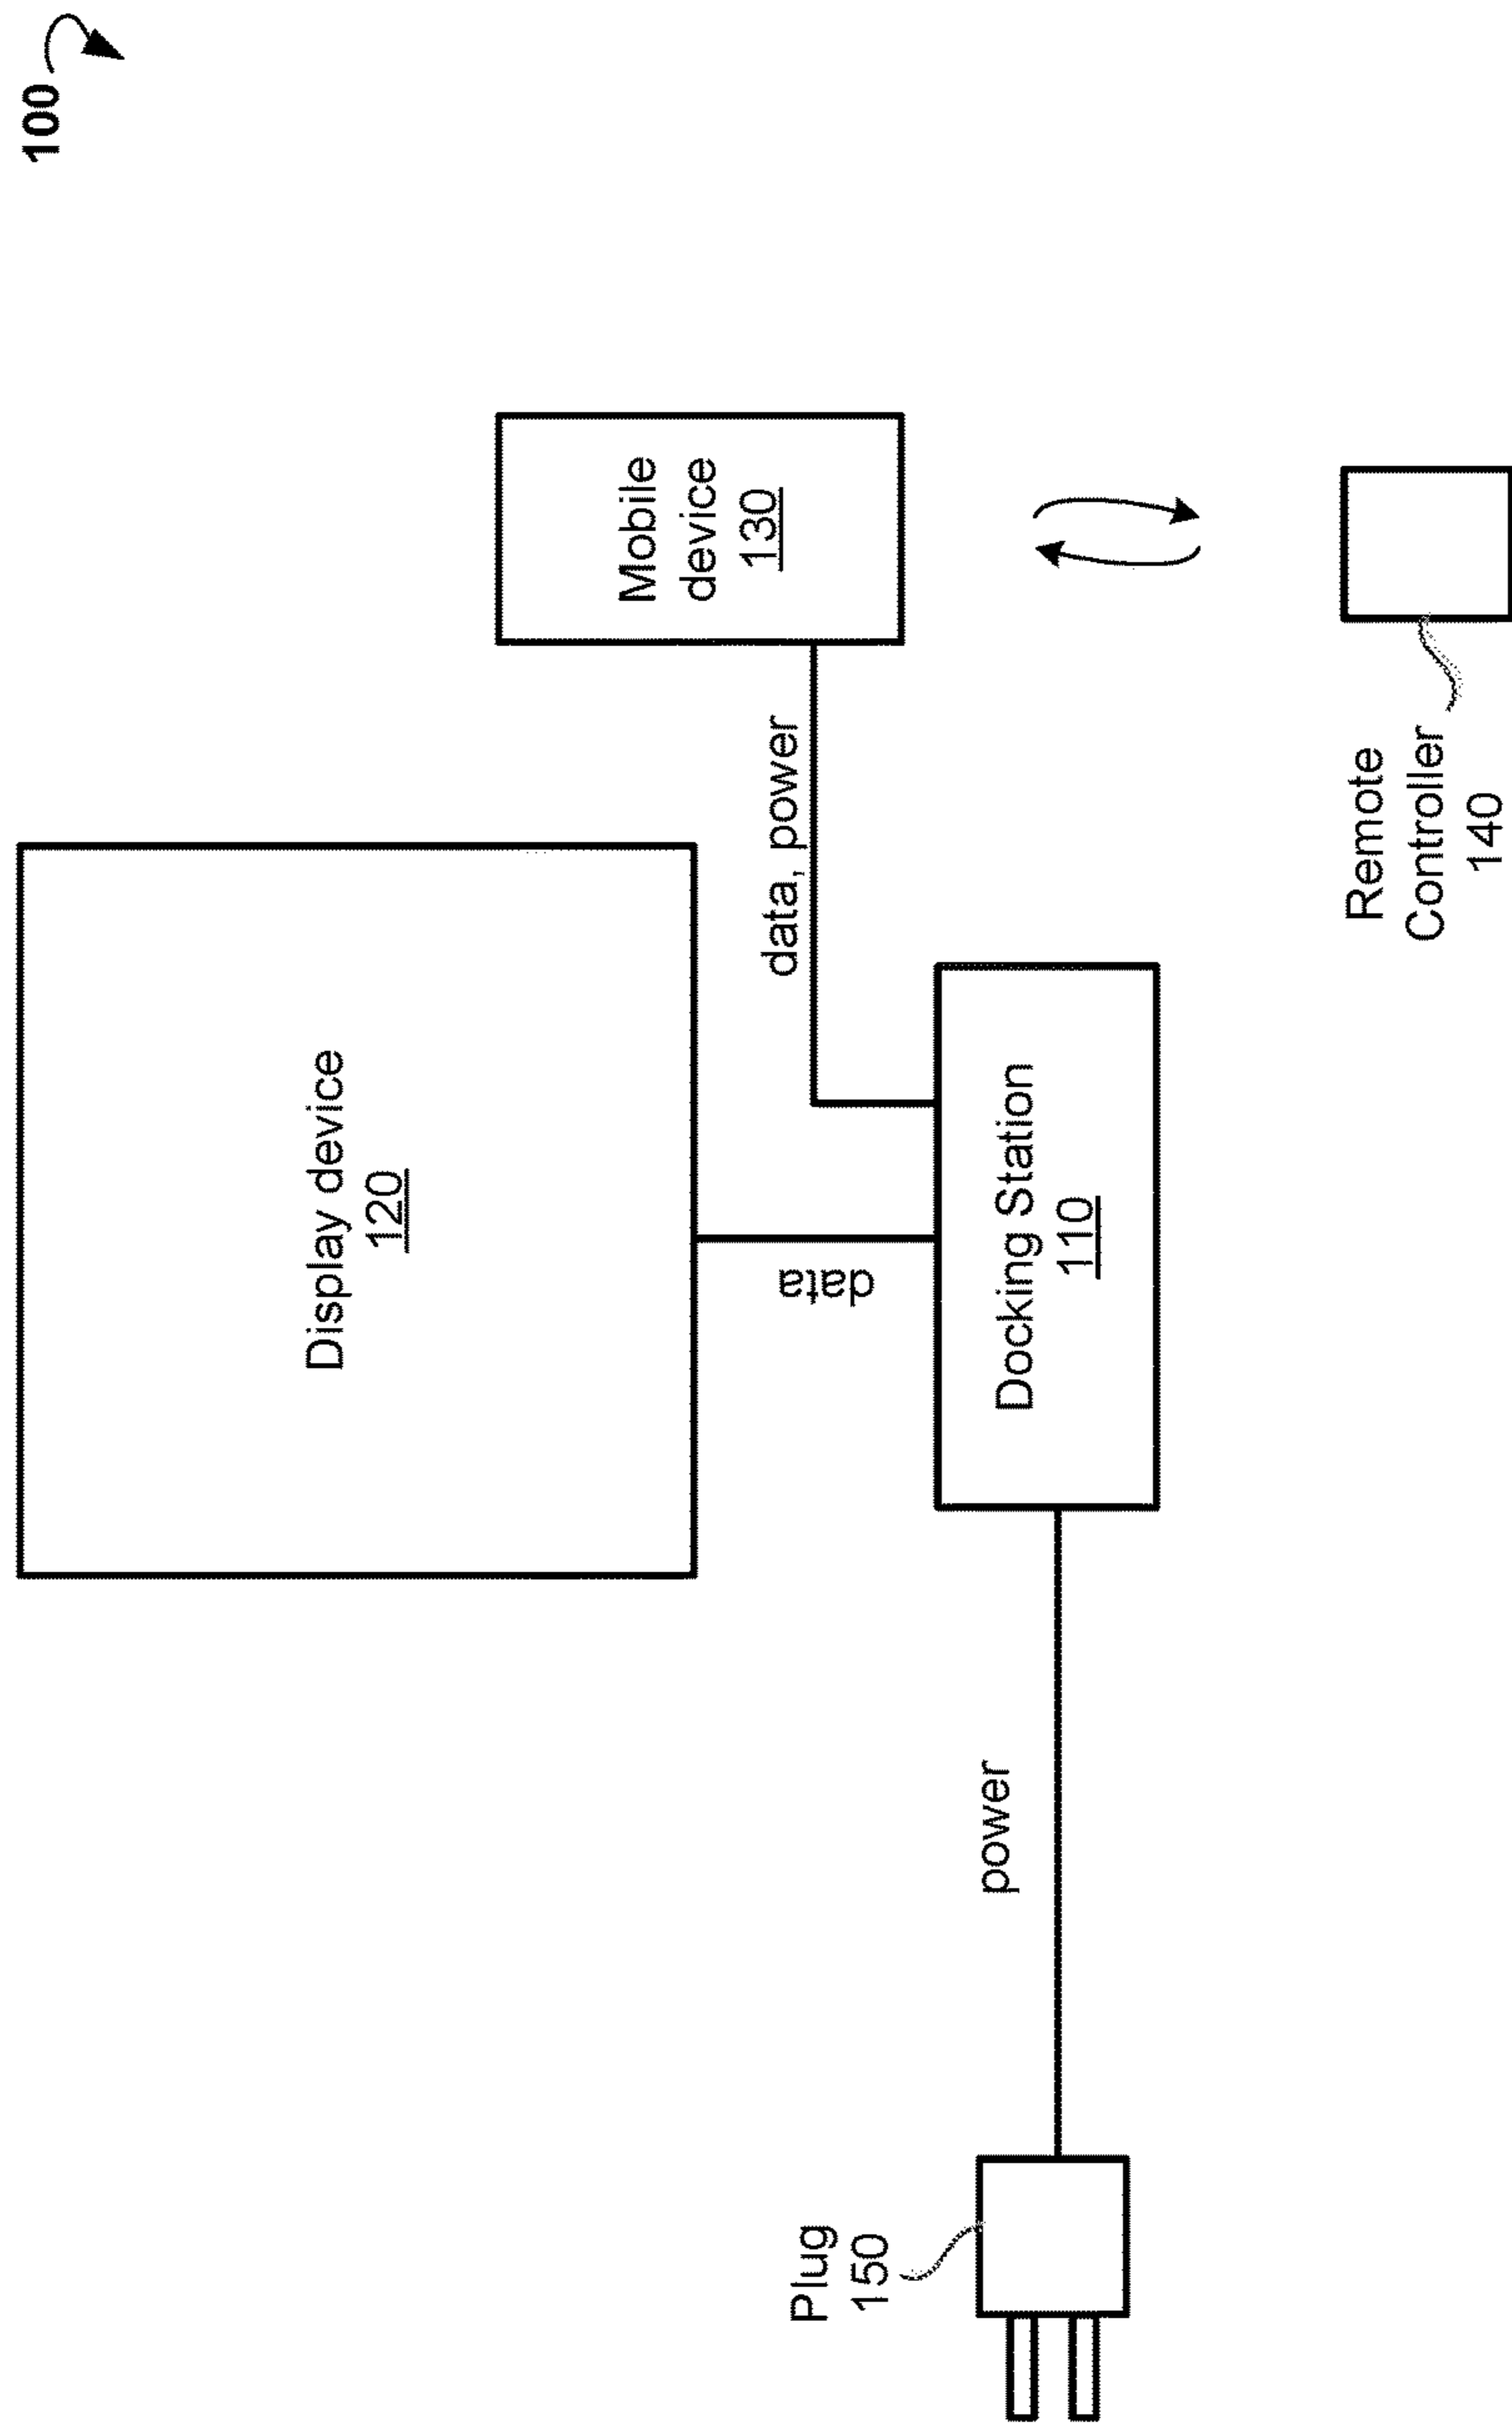 100
Display device
120
Mobile
device
130
data, power
data
Docking Station
110
power
Plug
150
Remote
Controller
140